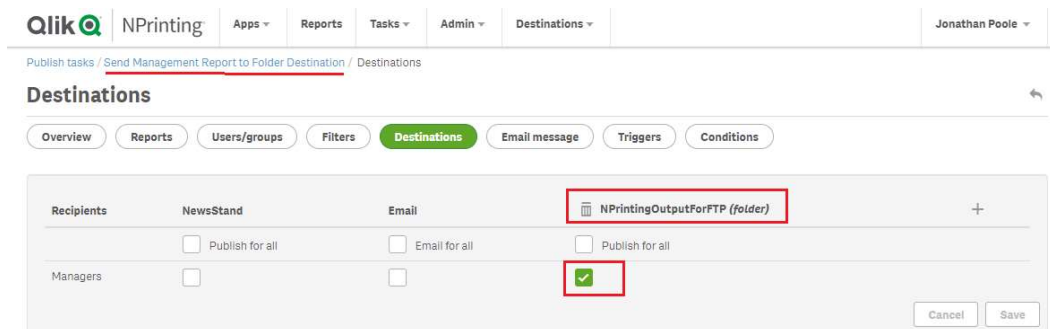 Qlik NPrinting Apps Reports Tasks Admin Destinations Jonathan Poole
Publish tasks / Send Management Report to Folder Destination / Destinations
Destinations
Overview Reports Users/groups Filters Destinations Email message Triggers Conditions
Recipients NewsStand Email NPrintingOutputForFTP (folder) +
Publish for all Email for all Publish for all
Managers
Cancel Save